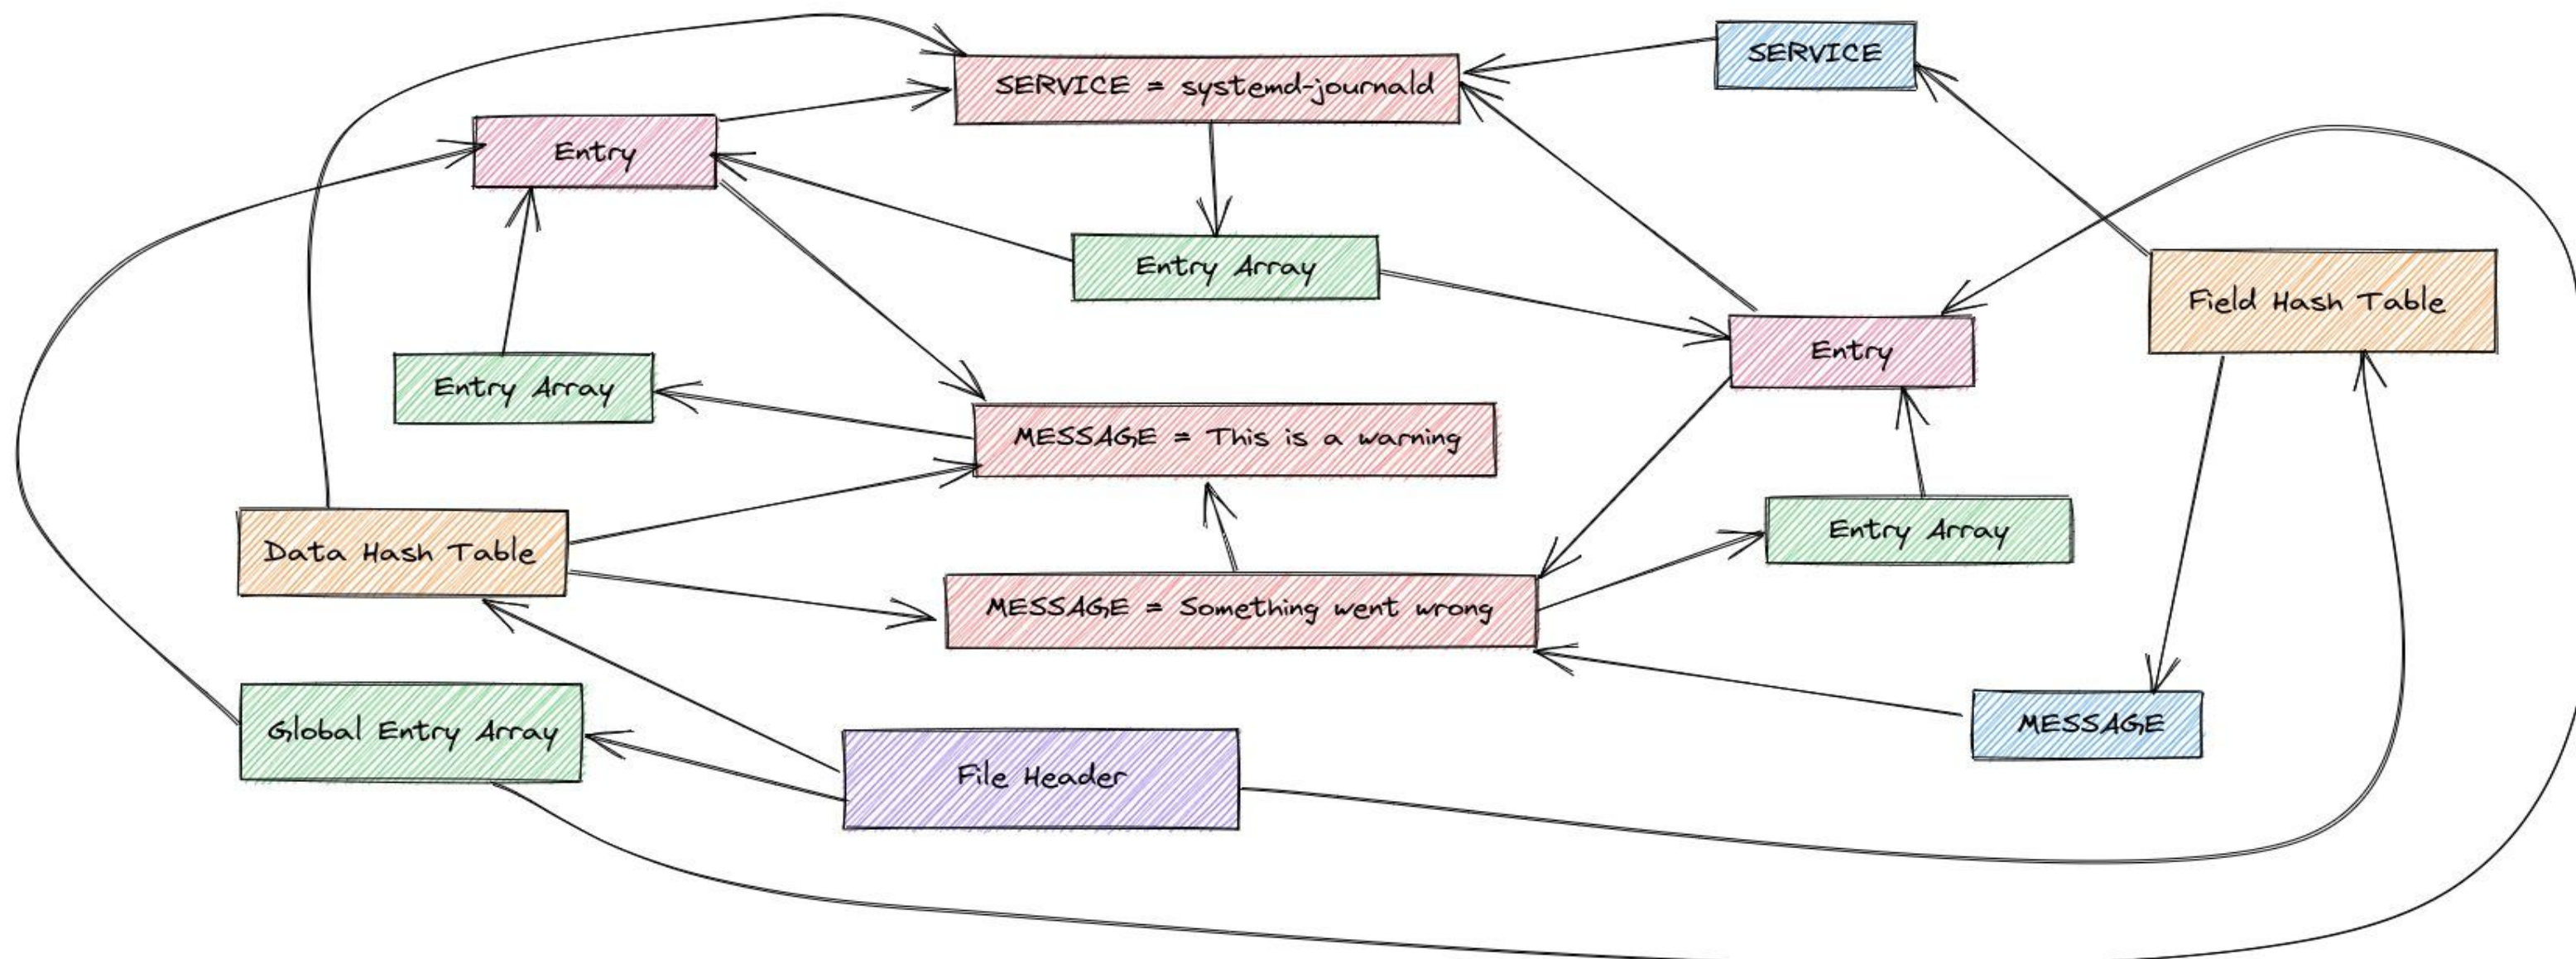 SERVICE
SERVICE = systemd-journald
Entry
Entry Array
Field Hash Table
Entry
Entry Array
MESSAGE = This is a warning
Entry Array
Data Hash Table
MESSAGE = Something went wrong
MESSAGE
Global Entry Array
File Header